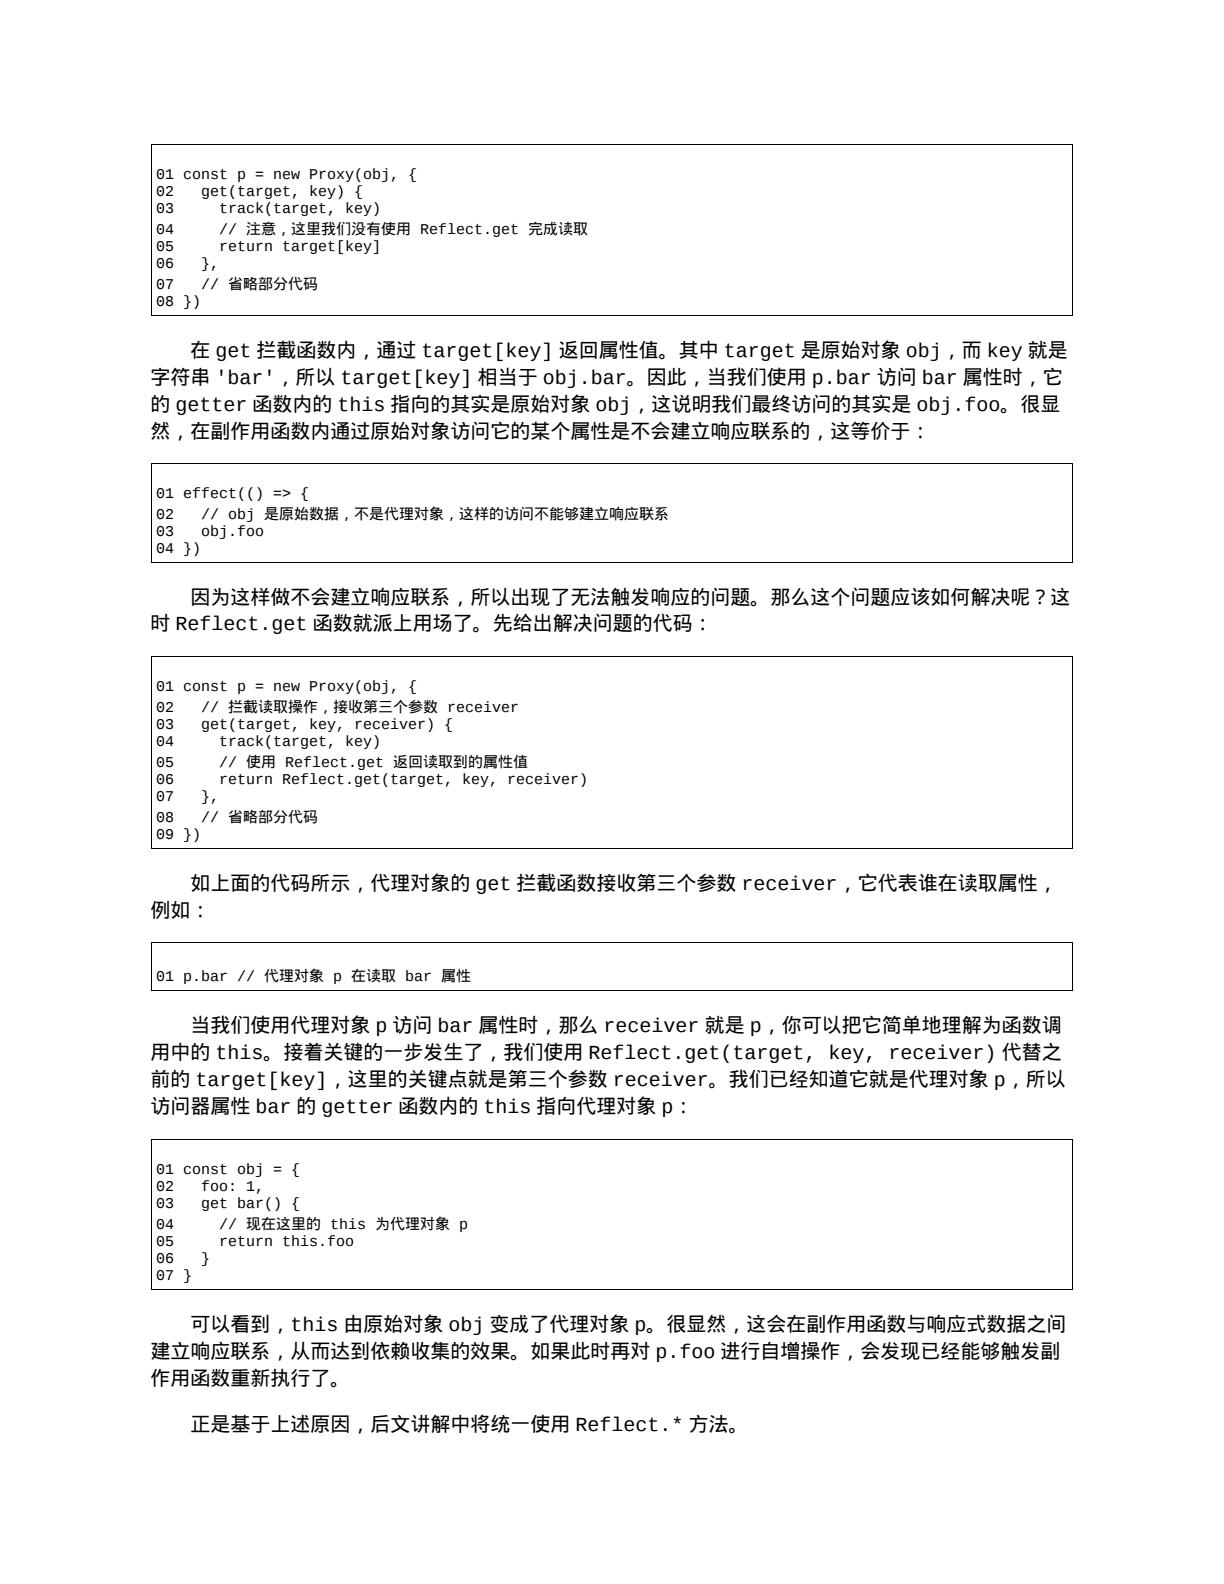 01 const p = new Proxy(obj, {
02   get(target, key) {
03     track(target, key)
04     // 注意，这里我们没有使用 Reflect.get 完成读取
05     return target[key]
06   },
07   // 省略部分代码
08 })
在 get 拦截函数内，通过 target[key] 返回属性值。其中 target 是原始对象 obj，而 key 就是
字符串 'bar'，所以 target[key] 相当于 obj.bar。因此，当我们使用 p.bar 访问 bar 属性时，它
的 getter 函数内的 this 指向的其实是原始对象 obj，这说明我们最终访问的其实是 obj.foo。很显
然，在副作用函数内通过原始对象访问它的某个属性是不会建立响应联系的，这等价于：
01 effect(() => {
02   // obj 是原始数据，不是代理对象，这样的访问不能够建立响应联系
03   obj.foo
04 })
因为这样做不会建立响应联系，所以出现了无法触发响应的问题。那么这个问题应该如何解决呢？这
时 Reflect.get 函数就派上用场了。先给出解决问题的代码：
01 const p = new Proxy(obj, {
02   // 拦截读取操作，接收第三个参数 receiver
03   get(target, key, receiver) {
04     track(target, key)
05     // 使用 Reflect.get 返回读取到的属性值
06     return Reflect.get(target, key, receiver)
07   },
08   // 省略部分代码
09 })
如上面的代码所示，代理对象的 get 拦截函数接收第三个参数 receiver，它代表谁在读取属性，
例如：
01 p.bar // 代理对象 p 在读取 bar 属性
当我们使用代理对象 p 访问 bar 属性时，那么 receiver 就是 p，你可以把它简单地理解为函数调
用中的 this。接着关键的一步发生了，我们使用 Reflect.get(target, key, receiver) 代替之
前的 target[key]，这里的关键点就是第三个参数 receiver。我们已经知道它就是代理对象 p，所以
访问器属性 bar 的 getter 函数内的 this 指向代理对象 p：
01 const obj = {
02   foo: 1,
03   get bar() {
04     // 现在这里的 this 为代理对象 p
05     return this.foo
06   }
07 }
可以看到，this 由原始对象 obj 变成了代理对象 p。很显然，这会在副作用函数与响应式数据之间
建立响应联系，从而达到依赖收集的效果。如果此时再对 p.foo 进行自增操作，会发现已经能够触发副
作用函数重新执行了。
正是基于上述原因，后文讲解中将统一使用 Reflect.* 方法。